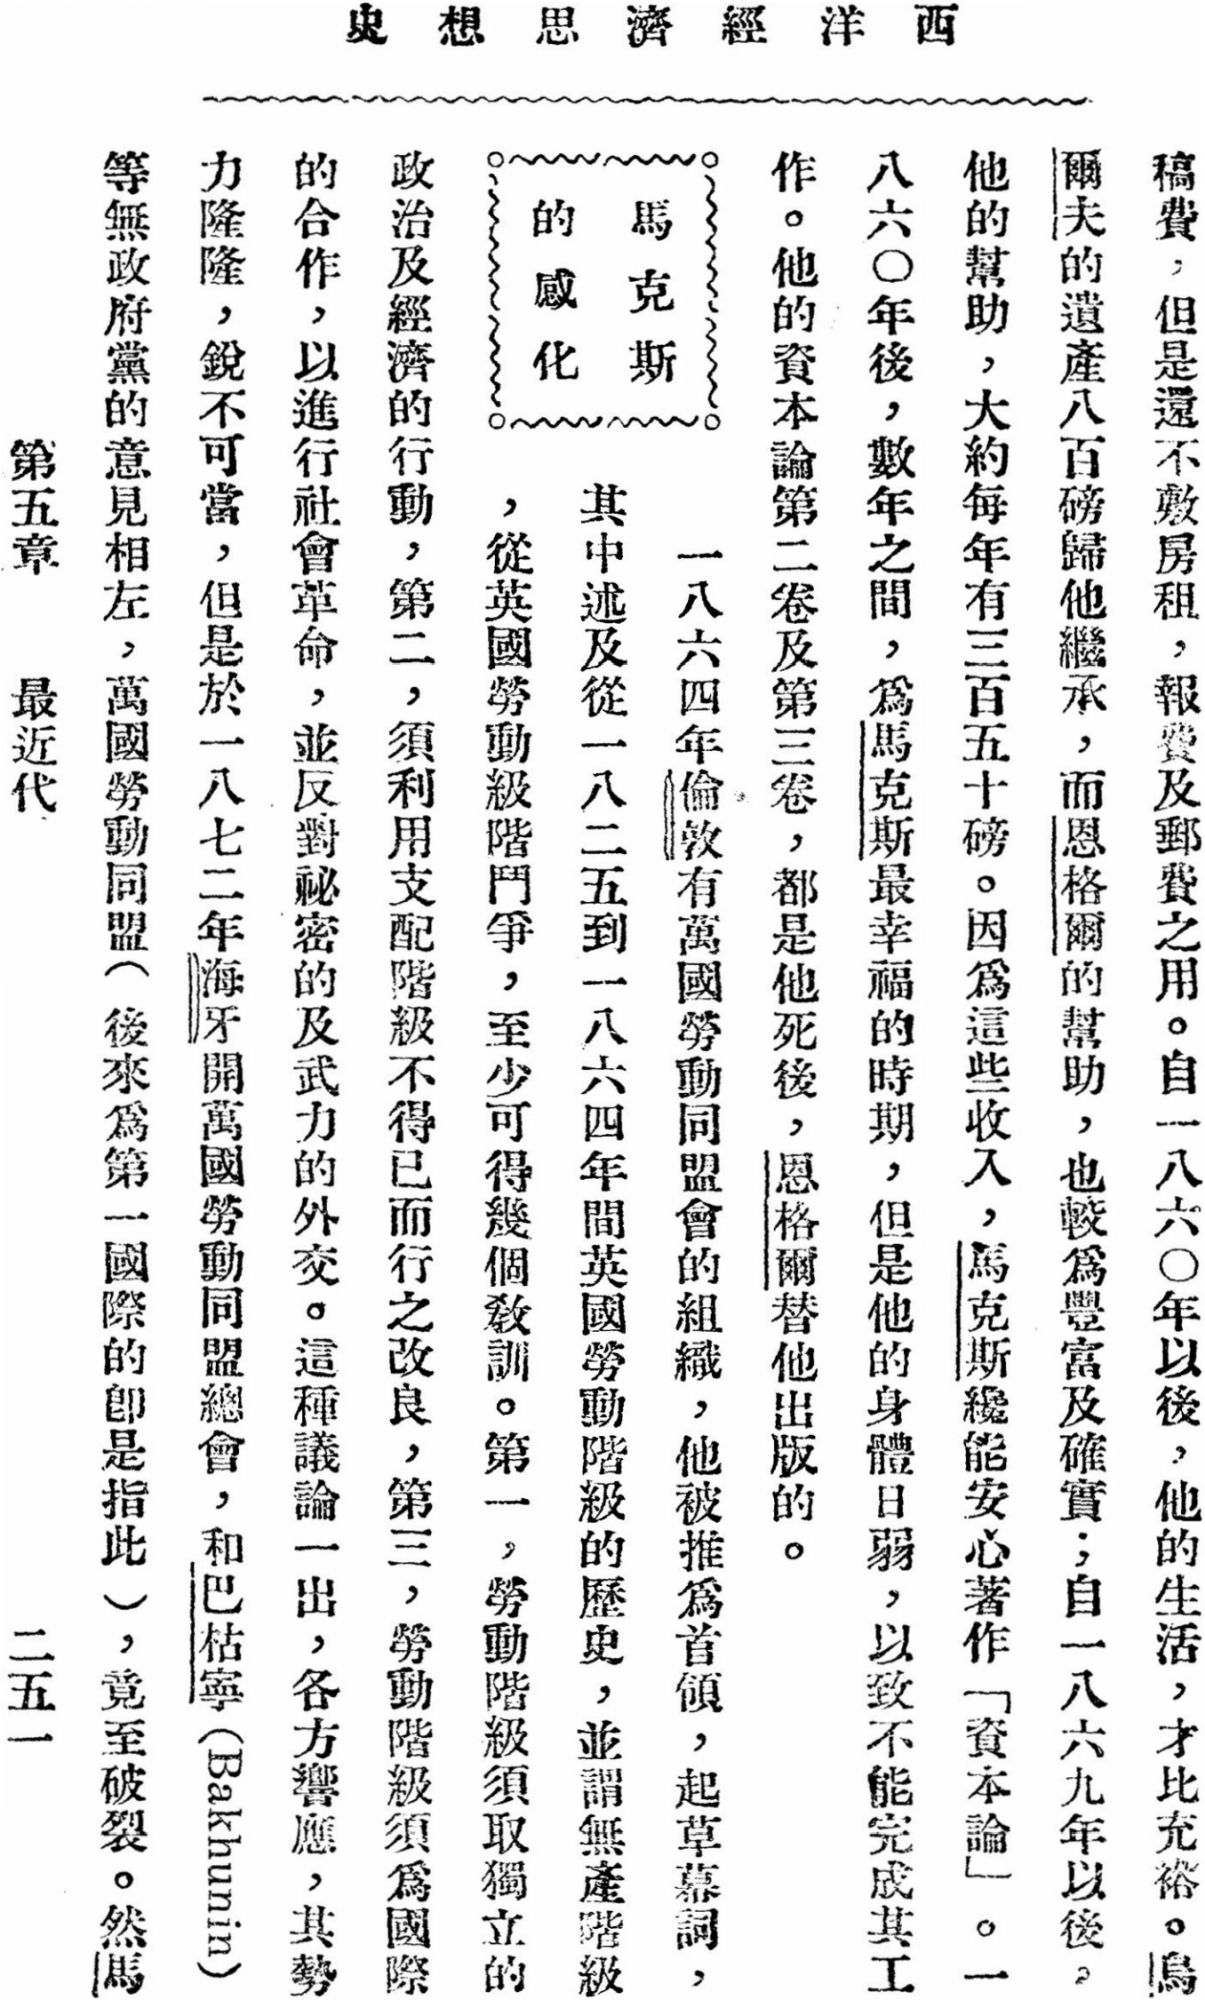 西洋經濟思想史
稿費，但是還不敷房租，報費及郵費之用。自一八六〇年以後，他的生活，才比充裕。烏
爾夫的遺產八百磅歸他繼承，而恩格爾的幫助，也較爲豐富及確實；自一八六九年以後。
他的幫助，大約每年有三百五十磅。因爲這些收入，馬克斯纔能安心著作「資本論」。一
八六〇年後，數年之間，爲馬克斯最幸福的時期，但是他的身體日弱，以致不能完成其工
作。他的資本論第二卷及第三卷，都是他死後，恩格爾替他出版的。
馬克斯
的感化
一八六四年倫敦有萬國勞動同盟會的組織，他被推爲首領，起草幕詞，
其中述及從一八二五到一八六四年間英國勞動階級的歷史，並謂無產階級
，從英國勞動級階鬥爭，至少可得幾個教訓。第一，勞動階級須取獨立的
政治及經濟的行動，第二，須利用支配階級不得已而行之改良，第三，勞動階級須爲國際
的合作，以進行社會革命，並反對祕密的及武力的外交。這種議論一出，各方響應，其勢
力隆隆，銳不可當，但是於一八七二年海牙開萬國勞動同盟總會，和巴枯寧（Bakhunin）
等無政府黨的意見相左，萬國勞動同盟（後來爲第一國際的卽是指此），竟至破裂。然馬
第五章　最近代　二五一